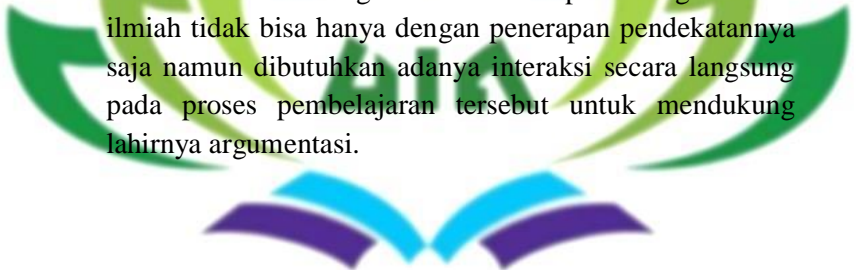 ilmiah tidak bisa hanya dengan penerapan pendekatannya
saja namun dibutuhkan adanya interaksi secara langsung
pada proses pembelajaran tersebut untuk mendukung
lahirnya argumentasi.